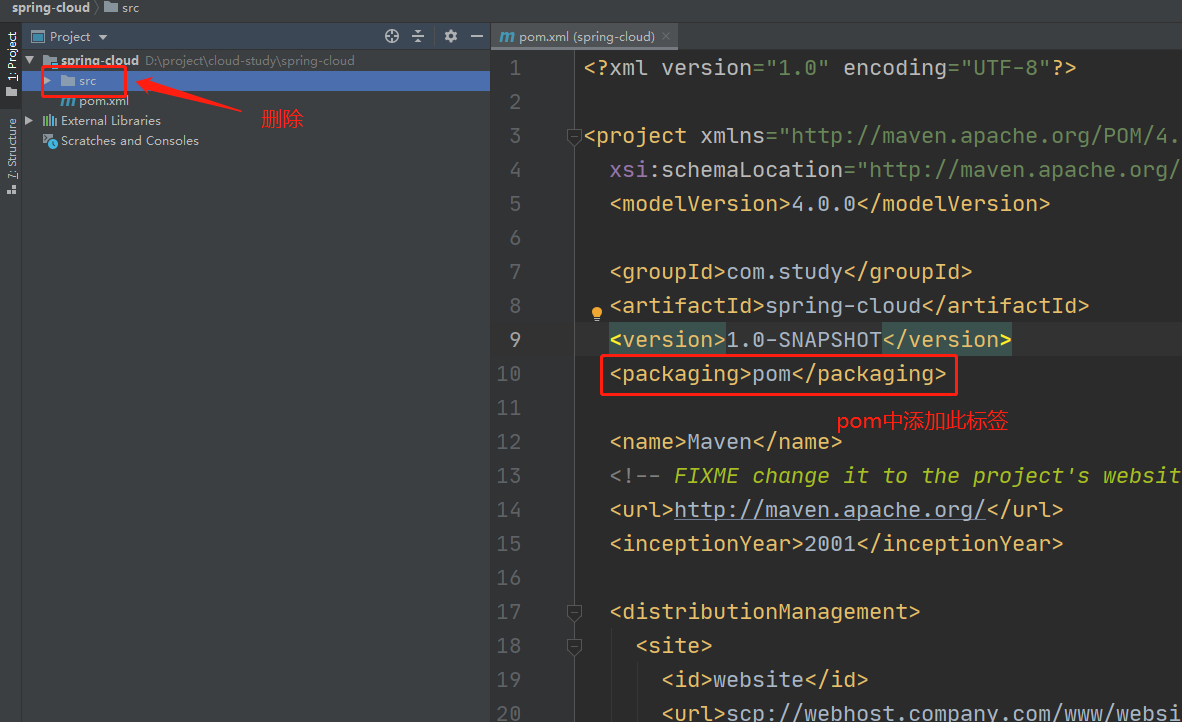 spring-cloud src
1: Project
7: Structure
Project
spring-cloud D:\project\cloud-study\spring-cloud
src
pom.xml
External Libraries
Scratches and Consoles
删除
pom.xml (spring-cloud)
1 <?xml version="1.0" encoding="UTF-8"?>
2
3 <project xmlns="http://maven.apache.org/POM/4.
4 xsi:schemaLocation="http://maven.apache.org/
5 <modelVersion>4.0.0</modelVersion>
6
7 <groupId>com.study</groupId>
8 <artifactId>spring-cloud</artifactId>
9 <version>1.0-SNAPSHOT</version>
10 <packaging>pom</packaging>
11
pom中添加此标签
12 <name>Maven</name>
13 <!-- FIXME change it to the project's websit
14 <url>http://maven.apache.org/</url>
15 <inceptionYear>2001</inceptionYear>
16
17 <distributionManagement>
18 <site>
19 <id>website</id>
20 <url>scp://webhost.company.com/www/websi